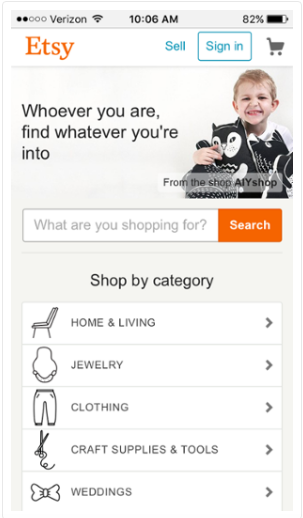 Verizon 10:06 AM 82%
Etsy Sell Sign in
Whoever you are,
find whatever you're
into
From the shop AIYshop
What are you shopping for? Search
Shop by category
HOME & LIVING
JEWELRY
CLOTHING
CRAFT SUPPLIES & TOOLS
WEDDINGS